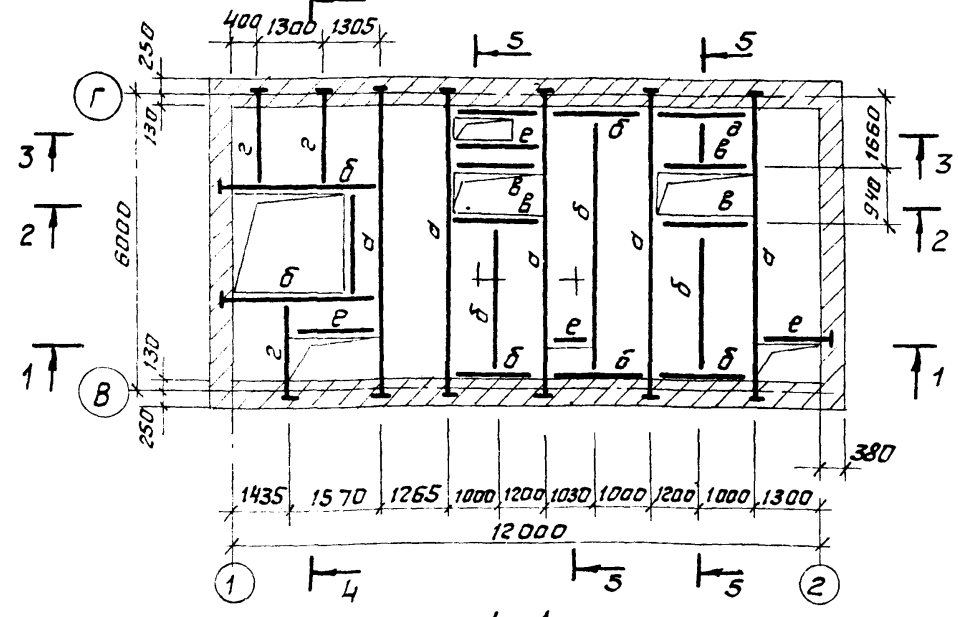 400 1300 1305
5 5
250
Г
130
е б д
г г
3 3
1660
б в
в в
в
940
2 2
6000
а а б а а
а
б
б б
е
е е
г
1 1
130
б б б
В
250
380
1435 1570 1265 1000 1200 1030 1000 1200 1000 1300
12000
1 4 5 5 2